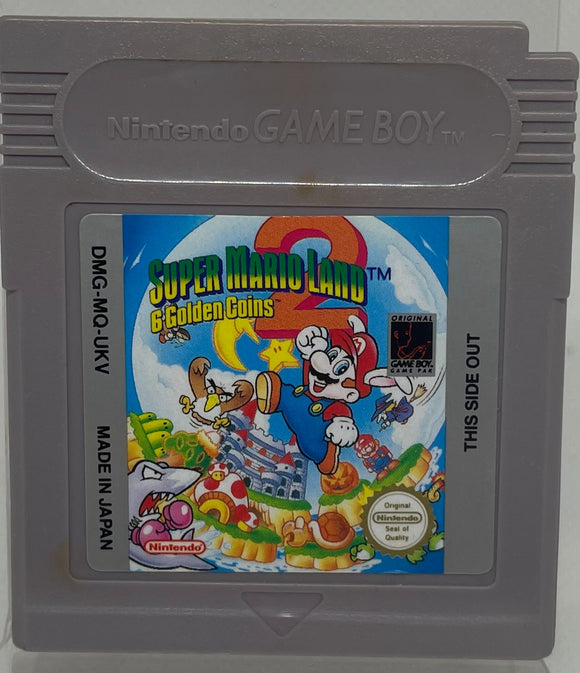 Nintendo GAME BOY TM
DMG-MQ-UKV
MADE IN JAPAN
2
SUPER MARIO LAND TM
6 Golden Coins
ORIGINAL
GAME BOY
GAME PAK
THIS SIDE OUT
Nintendo
Original
Nintendo
Seal of
Quality